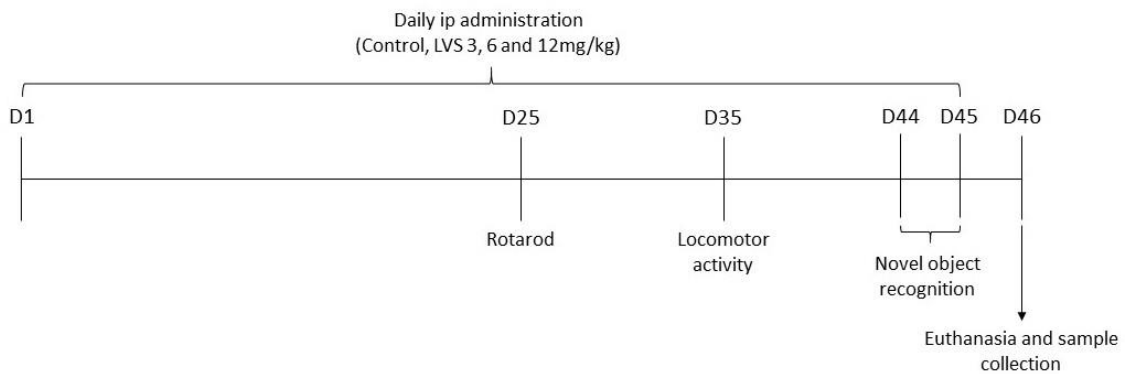 Daily ip administration
(Control, LVS 3, 6 and 12mg/kg)
D1
D25
D35
D44
D45
D46
Rotarod
Locomotor
activity
Novel object
recognition
Euthanasia and sample
collection